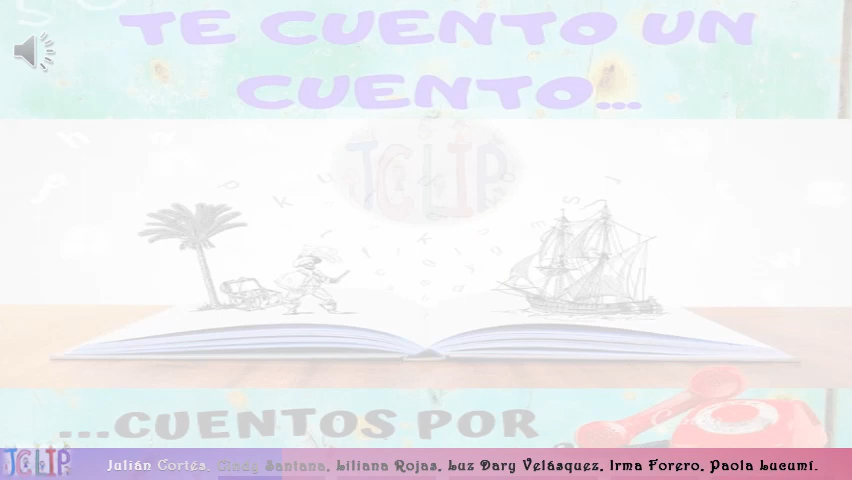 TE CUENTO UN
CUENTO...
JCLIP
...CUENTOS POR
JCLIP
Julián Cortés, Cindy Santana, Liliana Rojas, Luz Dary Velásquez, Irma Forero, Paola Lucumí.